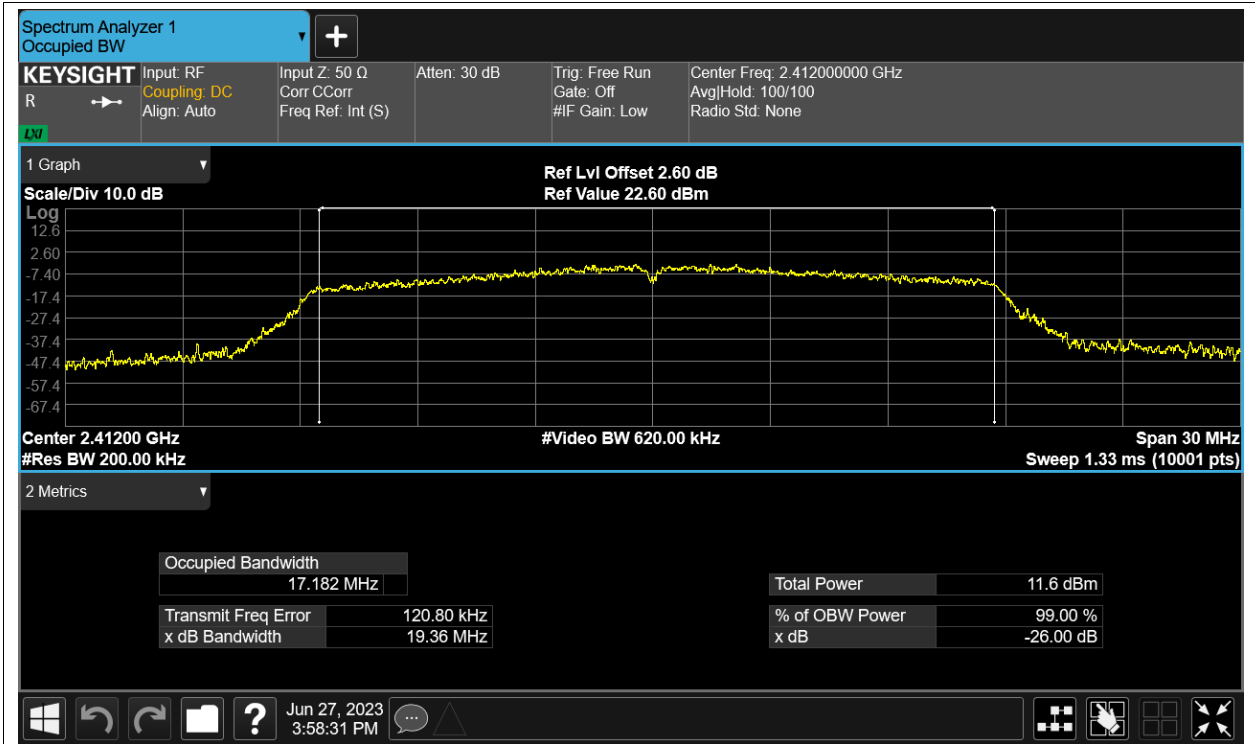 Spectrum Analyzer 1
Occupied BW
KEYSIGHT
R
LXI
Input: RF
Coupling: DC
Align: Auto
Input Z: 50 Ω
Corr CCorr
Freq Ref: Int (S)
Atten: 30 dB
Trig: Free Run
Gate: Off
#IF Gain: Low
Center Freq: 2.412000000 GHz
Avg|Hold: 100/100
Radio Std: None
1 Graph
Scale/Div 10.0 dB
Ref Lvl Offset 2.60 dB
Ref Value 22.60 dBm
Log
12.6
2.60
-7.40
-17.4
-27.4
-37.4
-47.4
-57.4
-67.4
Center 2.41200 GHz
#Res BW 200.00 kHz
#Video BW 620.00 kHz
Span 30 MHz
Sweep 1.33 ms (10001 pts)
2 Metrics
Occupied Bandwidth
17.182 MHz
Transmit Freq Error 120.80 kHz
x dB Bandwidth 19.36 MHz
Total Power 11.6 dBm
% of OBW Power 99.00 %
x dB -26.00 dB
?
Jun 27, 2023
3:58:31 PM